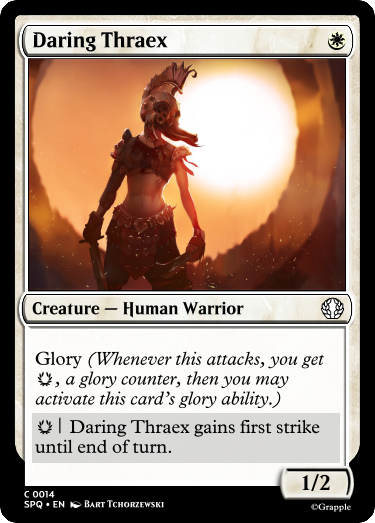 Daring Thraex
Creature — Human Warrior
Glory (Whenever this attacks, you get
, a glory counter, then you may
activate this card's glory ability.)
| Daring Thraex gains first strike
until end of turn.
1/2
C 0014
SPQ • EN Bart Tchorzewski
©Grapple